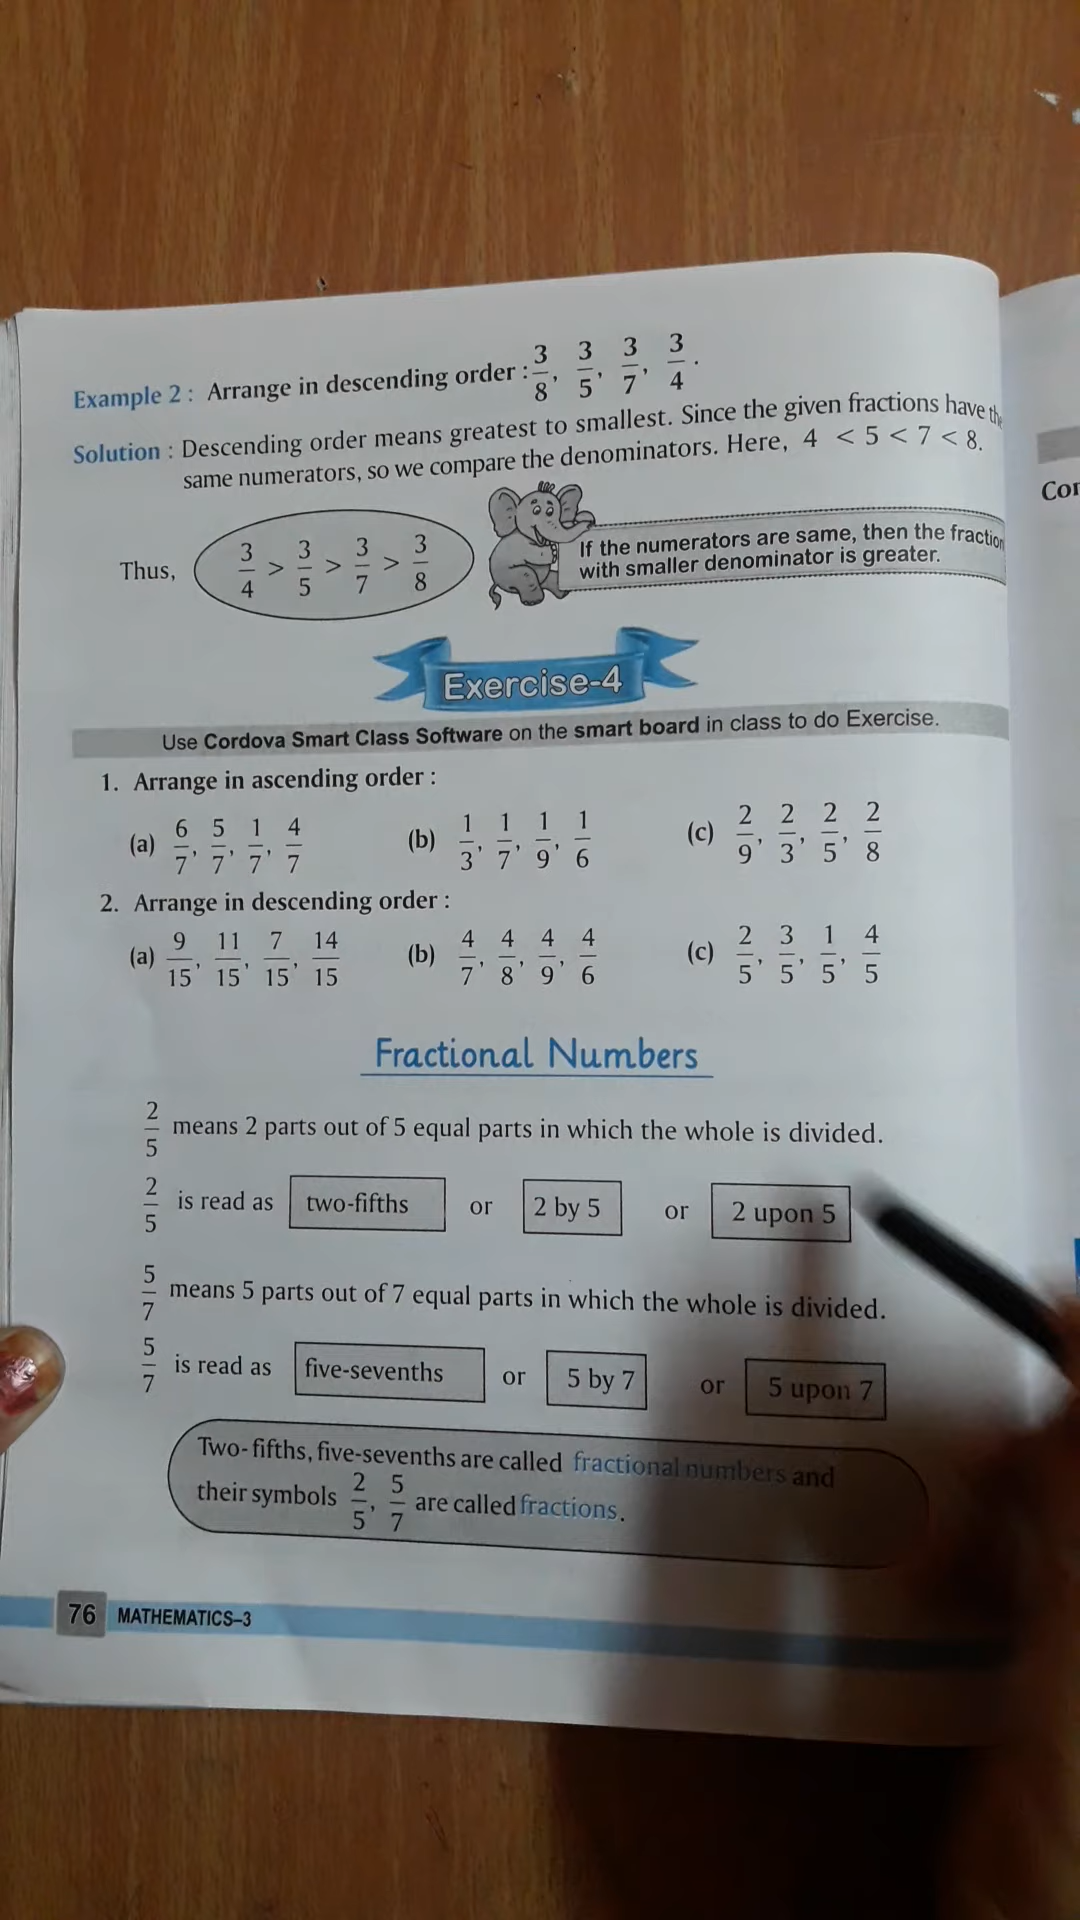 Example 2 : Arrange in descending order : 3/8, 3/5, 3/7, 3/4.
Solution : Descending order means greatest to smallest. Since the given fractions have the
same numerators, so we compare the denominators. Here, 4 < 5 < 7 < 8.
Thus, 3/4 > 3/5 > 3/7 > 3/8
If the numerators are same, then the fraction
with smaller denominator is greater.
Exercise-4
Use Cordova Smart Class Software on the smart board in class to do Exercise.
1. Arrange in ascending order :
(a) 6/7, 5/7, 1/7, 4/7 (b) 1/3, 1/7, 1/9, 1/6 (c) 2/9, 2/3, 2/5, 2/8
2. Arrange in descending order :
(a) 9/15, 11/15, 7/15, 14/15 (b) 4/7, 4/8, 4/9, 4/6 (c) 2/5, 3/5, 1/5, 4/5
Fractional Numbers
2/5 means 2 parts out of 5 equal parts in which the whole is divided.
2/5 is read as two-fifths or 2 by 5 or 2 upon 5
5/7 means 5 parts out of 7 equal parts in which the whole is divided.
5/7 is read as five-sevenths or 5 by 7 or 5 upon 7
Two-fifths, five-sevenths are called fractional numbers and
their symbols 2/5, 5/7 are called fractions.
76 MATHEMATICS–3